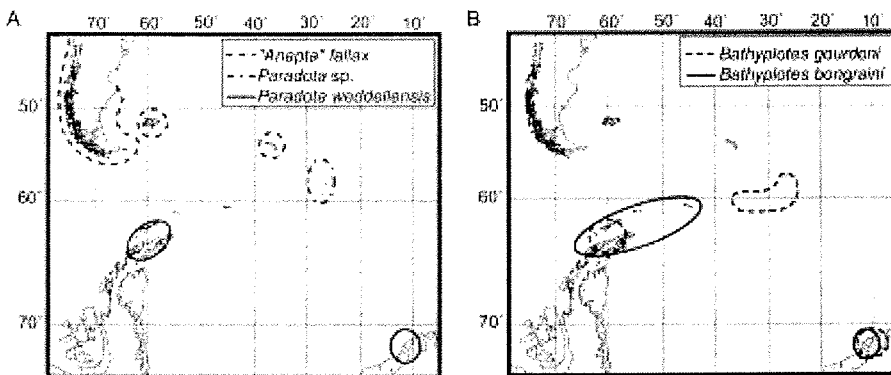 A
70° 60° 50° 40° 30° 20° 10°
"Anapta" fallax
Paradota sp.
Paradota weddellensis
50°
60°
70°
B
70° 60° 50° 40° 30° 20° 10°
Bathyplotes gourdoni
Bathyplotes bongraini
50°
60°
70°